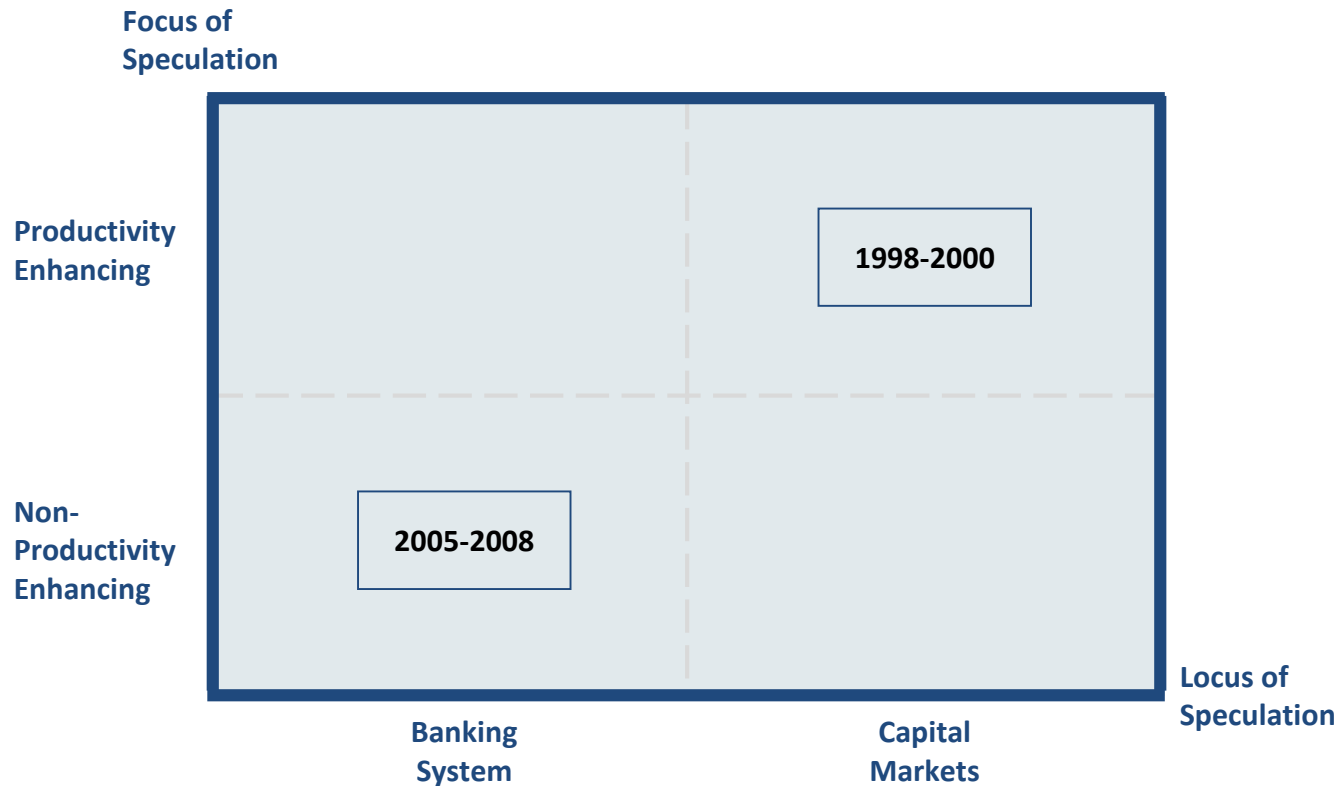 Focus of
Speculation
Productivity
Enhancing
1998-2000
Non-
Productivity
Enhancing
2005-2008
Locus of
Speculation
Banking
System
Capital
Markets